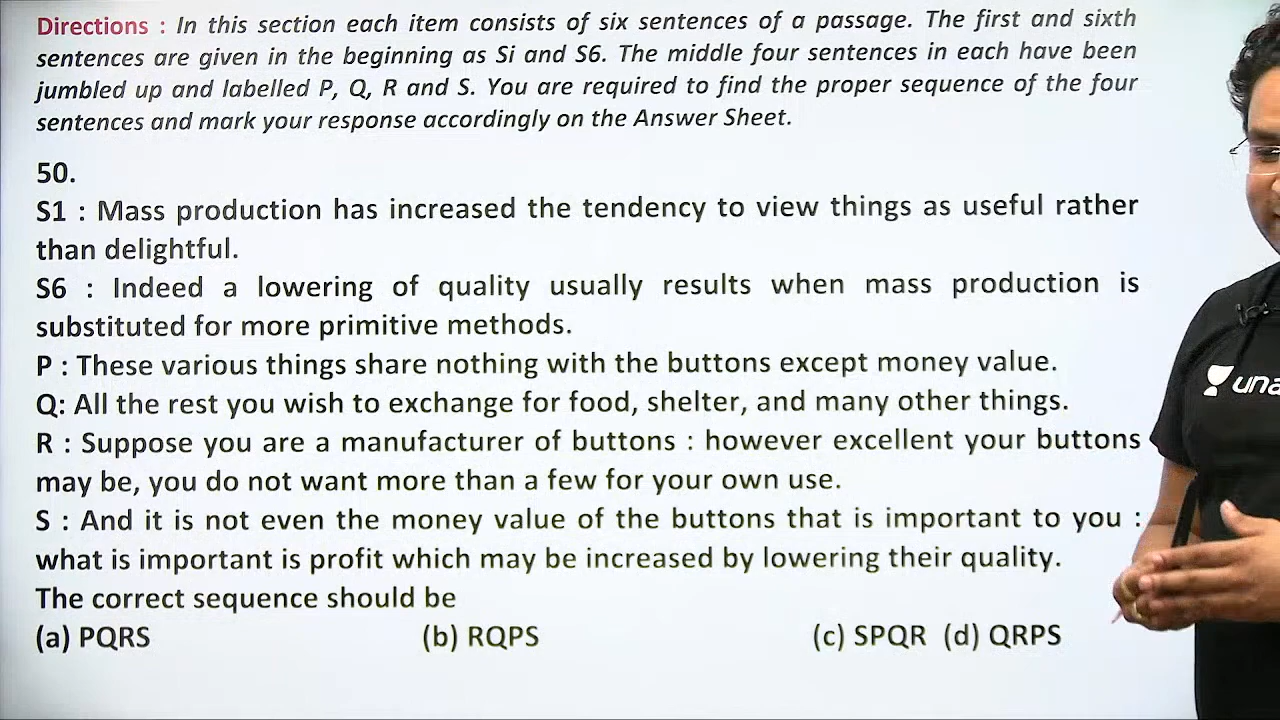 Directions : In this section each item consists of six sentences of a passage. The first and sixth
sentences are given in the beginning as Si and S6. The middle four sentences in each have been
jumbled up and labelled P, Q, R and S. You are required to find the proper sequence of the four
sentences and mark your response accordingly on the Answer Sheet.
50.
S1 : Mass production has increased the tendency to view things as useful rather
than delightful.
S6 : Indeed a lowering of quality usually results when mass production is
substituted for more primitive methods.
P : These various things share nothing with the buttons except money value.
Q: All the rest you wish to exchange for food, shelter, and many other things.
R : Suppose you are a manufacturer of buttons : however excellent your buttons
may be, you do not want more than a few for your own use.
S : And it is not even the money value of the buttons that is important to you :
what is important is profit which may be increased by lowering their quality.
The correct sequence should be
(a) PQRS (b) RQPS (c) SPQR (d) QRPS
una